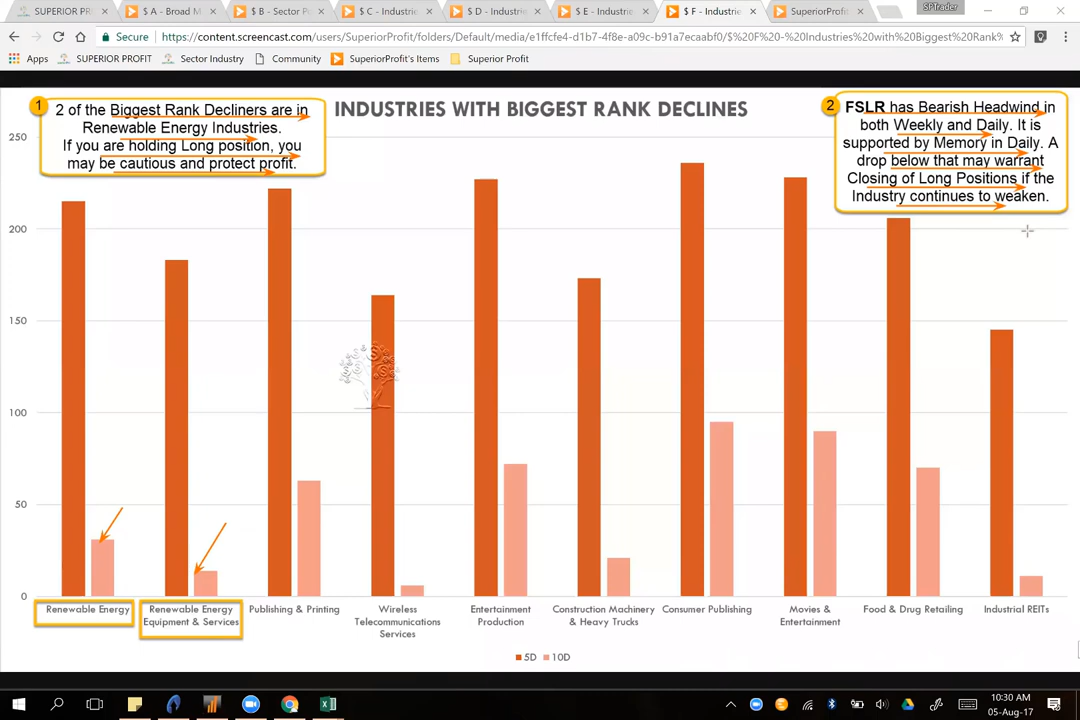 SUPERIOR PR
$ A - Broad M
$ B - Sector P
$ C - Industrie
$ D - Industri
$ E - Industrie
$ F - Industrie
SuperiorProfit
SPTrader
Secure
https://content.screencast.com/users/SuperiorProfit/folders/Default/media/e1ffcfe4-d1b7-4f8e-a09c-b91a7ecaabf0/$%20F%20-%20Industries%20with%20Biggest%20Rank%
Apps
SUPERIOR PROFIT
Sector Industry
Community
SuperiorProfit's Items
Superior Profit
INDUSTRIES WITH BIGGEST RANK DECLINES
1
2 of the Biggest Rank Decliners are in
Renewable Energy Industries.
If you are holding Long position, you
may be cautious and protect profit.
2
FSLR has Bearish Headwind in
both Weekly and Daily. It is
supported by Memory in Daily. A
drop below that may warrant
Closing of Long Positions if the
Industry continues to weaken.
250
200
150
100
50
0
Renewable Energy
Renewable Energy
Equipment & Services
Publishing & Printing
Wireless
Telecommunications
Services
Entertainment
Production
Construction Machinery
& Heavy Trucks
Consumer Publishing
Movies &
Entertainment
Food & Drug Retailing
Industrial REITs
5D
10D
10:30 AM
05-Aug-17